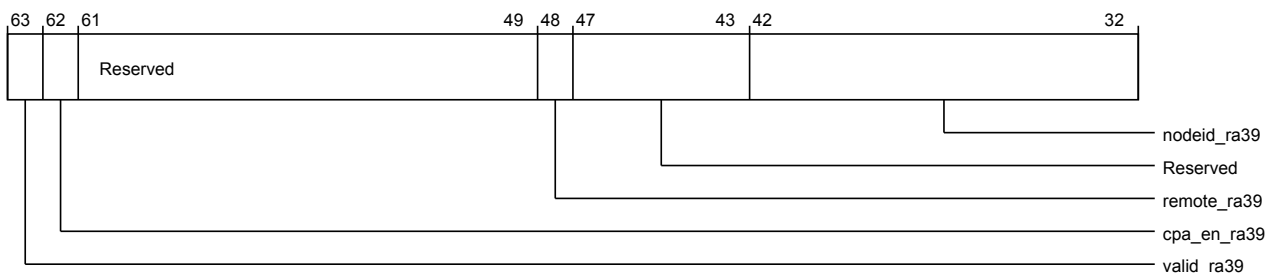 63 62 61 49 48 47 43 42 32
Reserved
nodeid_ra39
Reserved
remote_ra39
cpa_en_ra39
valid_ra39